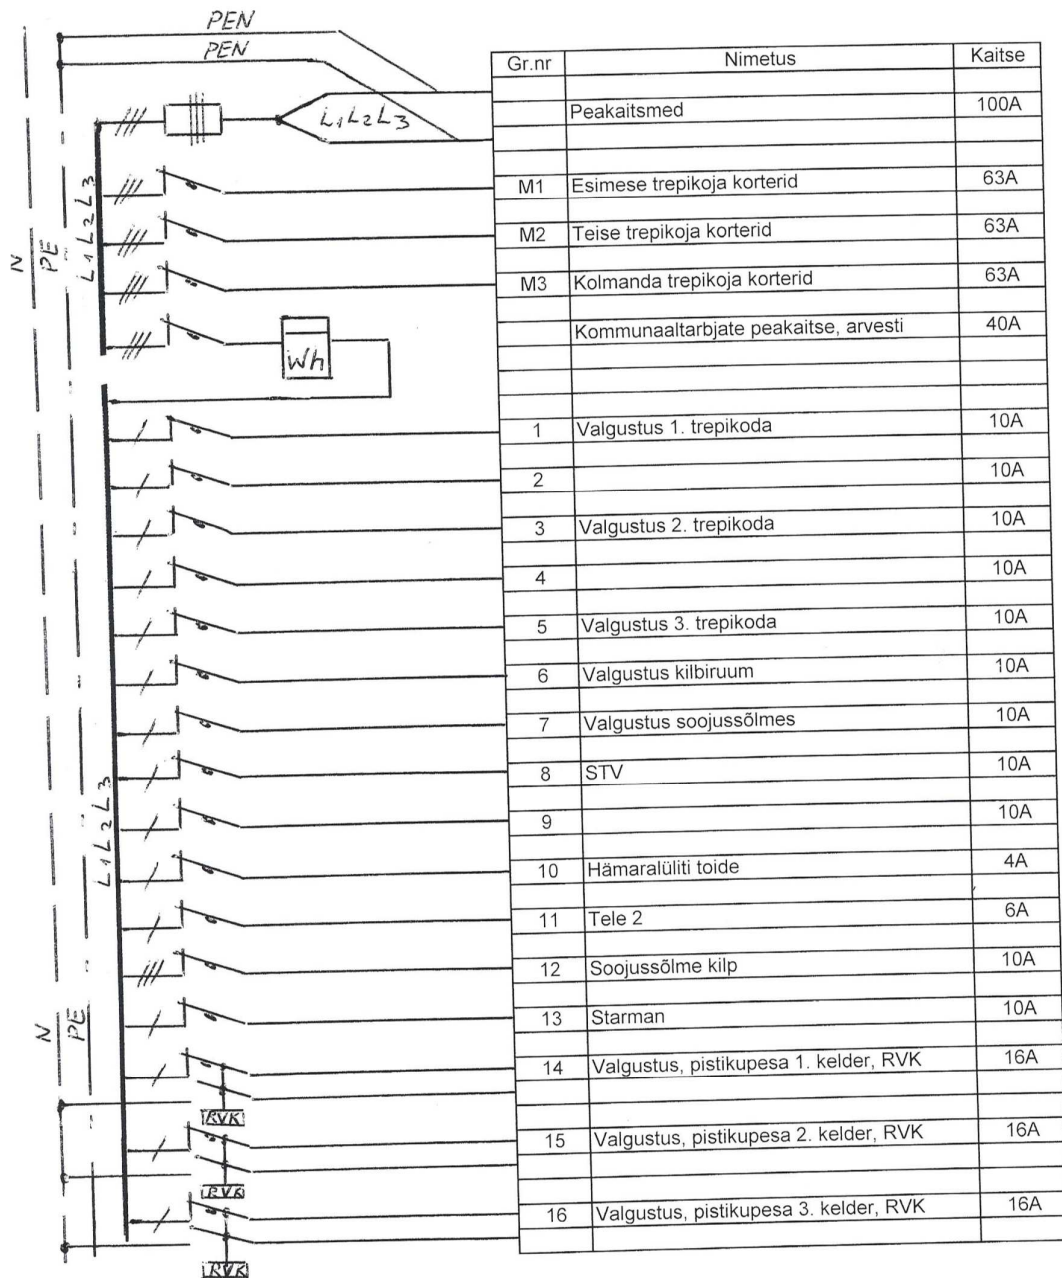 PEN
PEN
Gr.nr Nimetus Kaitse
L1L2L3 Peakaitsmed 100A
N
PE
L1L2L3
M1 Esimese trepikoja korterid 63A
M2 Teise trepikoja korterid 63A
M3 Kolmanda trepikoja korterid 63A
Kommunaaltarbjate peakaitse, arvesti 40A
Wh
1 Valgustus 1. trepikoda 10A
2 10A
3 Valgustus 2. trepikoda 10A
4 10A
5 Valgustus 3. trepikoda 10A
6 Valgustus kilbiruum 10A
7 Valgustus soojussõlmes 10A
8 STV 10A
L1L2L3
9 10A
10 Hämaralüliti toide 4A
11 Tele 2 6A
12 Soojussõlme kilp 10A
N
PE
13 Starman 10A
14 Valgustus, pistikupesa 1. kelder, RVK 16A
RVK
15 Valgustus, pistikupesa 2. kelder, RVK 16A
RVK
16 Valgustus, pistikupesa 3. kelder, RVK 16A
RVK